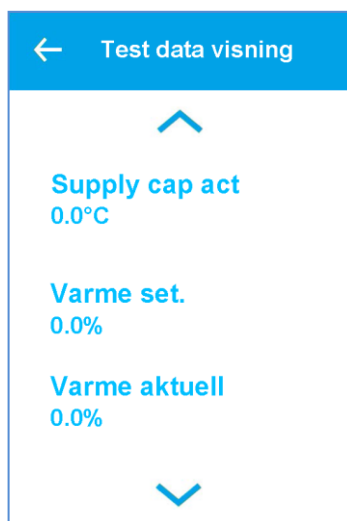 Test data visning
Supply cap act
0.0°C
Varme set.
0.0%
Varme aktuell
0.0%